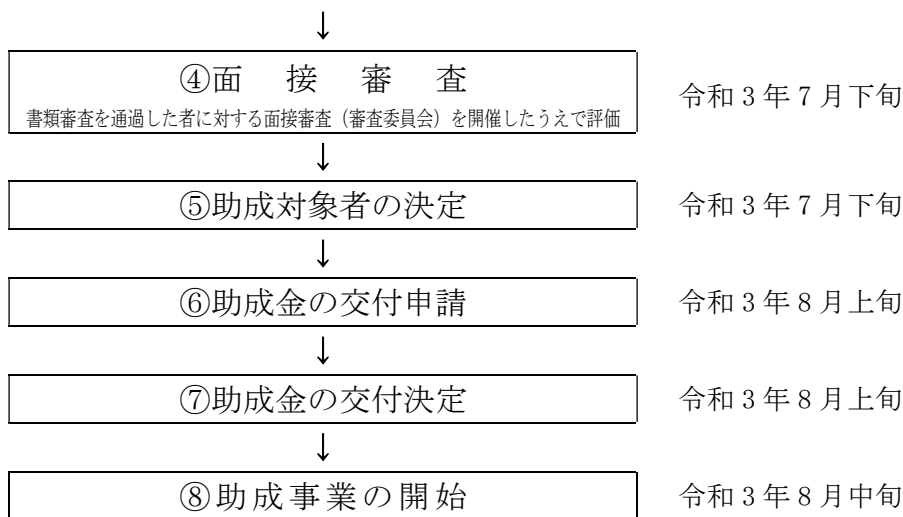 ↓
④面　接　審　査
書類審査を通過した者に対する面接審査（審査委員会）を開催したうえで評価
令和3年7月下旬
↓
⑤助成対象者の決定
令和3年7月下旬
↓
⑥助成金の交付申請
令和3年8月上旬
↓
⑦助成金の交付決定
令和3年8月上旬
↓
⑧助成事業の開始
令和3年8月中旬